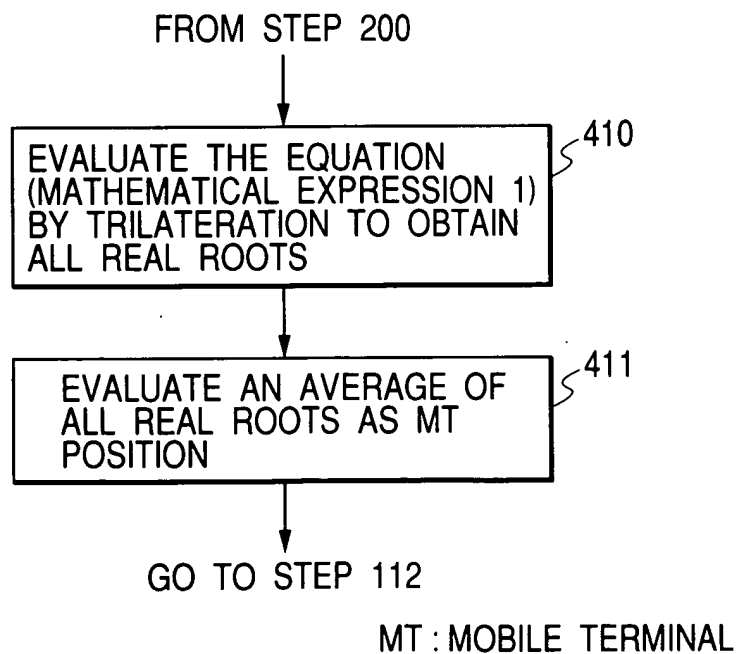 FROM STEP 200
410
EVALUATE THE EQUATION
(MATHEMATICAL EXPRESSION 1)
BY TRILATERATION TO OBTAIN
ALL REAL ROOTS
411
EVALUATE AN AVERAGE OF
ALL REAL ROOTS AS MT
POSITION
GO TO STEP 112
MT : MOBILE TERMINAL